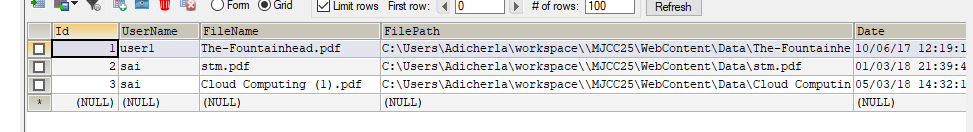 Form Grid Limit rows First row: 0 # of rows: 100 Refresh
Id UserName FileName FilePath Date
1 user1 The-Fountainhead.pdf C:\Users\Adicherla\workspace\\MJCC25\WebContent\Data\The-Fountainhe 10/06/17 12:19:1
2 sai stm.pdf C:\Users\Adicherla\workspace\\MJCC25\WebContent\Data\stm.pdf 01/03/18 21:39:4
3 sai Cloud Computing (1).pdf C:\Users\Adicherla\workspace\\MJCC25\WebContent\Data\Cloud Computin 05/03/18 14:32:1
* (NULL) (NULL) (NULL) (NULL) (NULL)